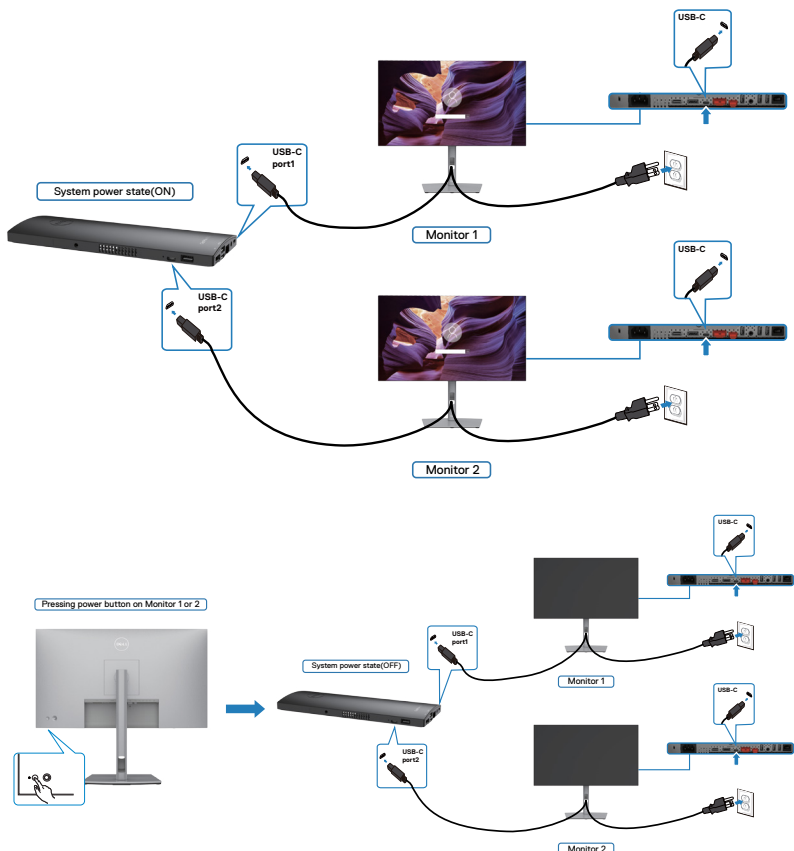 USB-C
USB-C
port1
System power state(ON)
Monitor 1
USB-C
USB-C
port2
Monitor 2
USB-C
Pressing power button on Monitor 1 or 2
DELL
USB-C
port1
System power state(OFF)
Monitor 1
USB-C
USB-C
port2
Monitor 2